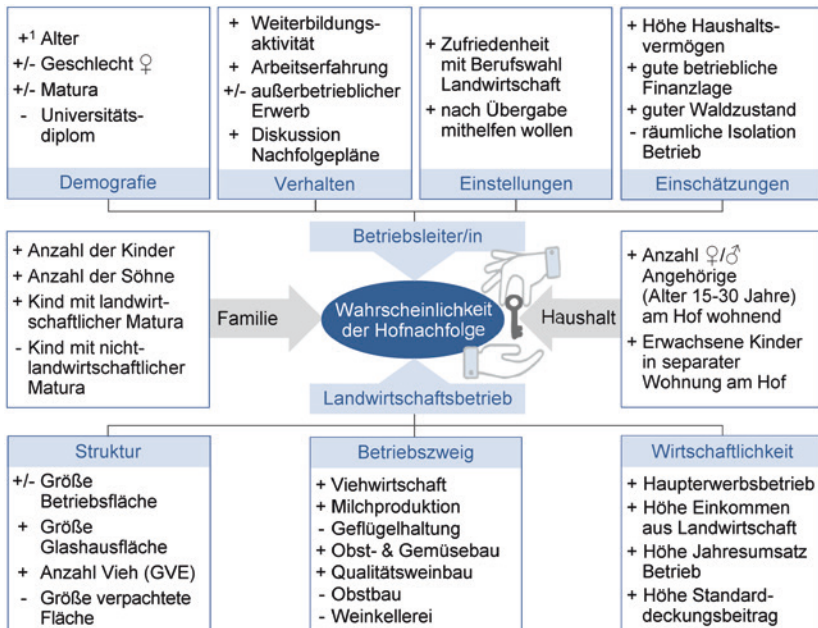 +¹ Alter
+/- Geschlecht ♀
+/- Matura
- Universitäts-
diplom
Demografie
+ Weiterbildungs-
aktivität
+ Arbeitserfahrung
+/- außerbetrieblicher
Erwerb
+ Diskussion
Nachfolgepläne
Verhalten
+ Zufriedenheit
mit Berufswahl
Landwirtschaft
+ nach Übergabe
mithelfen wollen
Einstellungen
+ Höhe Haushalts-
vermögen
+ gute betriebliche
Finanzlage
+ guter Waldzustand
- räumliche Isolation
Betrieb
Einschätzungen
Betriebsleiter/in
+ Anzahl der Kinder
+ Anzahl der Söhne
+ Kind mit landwirt-
schaftlicher Matura
- Kind mit nicht-
landwirtschaftlicher
Matura
Familie
Wahrscheinlichkeit
der Hofnachfolge
Haushalt
+ Anzahl ♀/♂
Angehörige
(Alter 15-30 Jahre)
am Hof wohnend
+ Erwachsene Kinder
in separater
Wohnung am Hof
Landwirtschaftsbetrieb
Struktur
+/- Größe
Betriebsfläche
+ Größe
Glashausfläche
+ Anzahl Vieh (GVE)
- Größe verpachtete
Fläche
Betriebszweig
+ Viehwirtschaft
+ Milchproduktion
- Geflügelhaltung
+ Obst- & Gemüsebau
+ Qualitätsweinbau
- Obstbau
- Weinkellerei
Wirtschaftlichkeit
+ Haupterwerbsbetrieb
+ Höhe Einkommen
aus Landwirtschaft
+ Höhe Jahresumsatz
Betrieb
+ Höhe Standard-
deckungsbeitrag